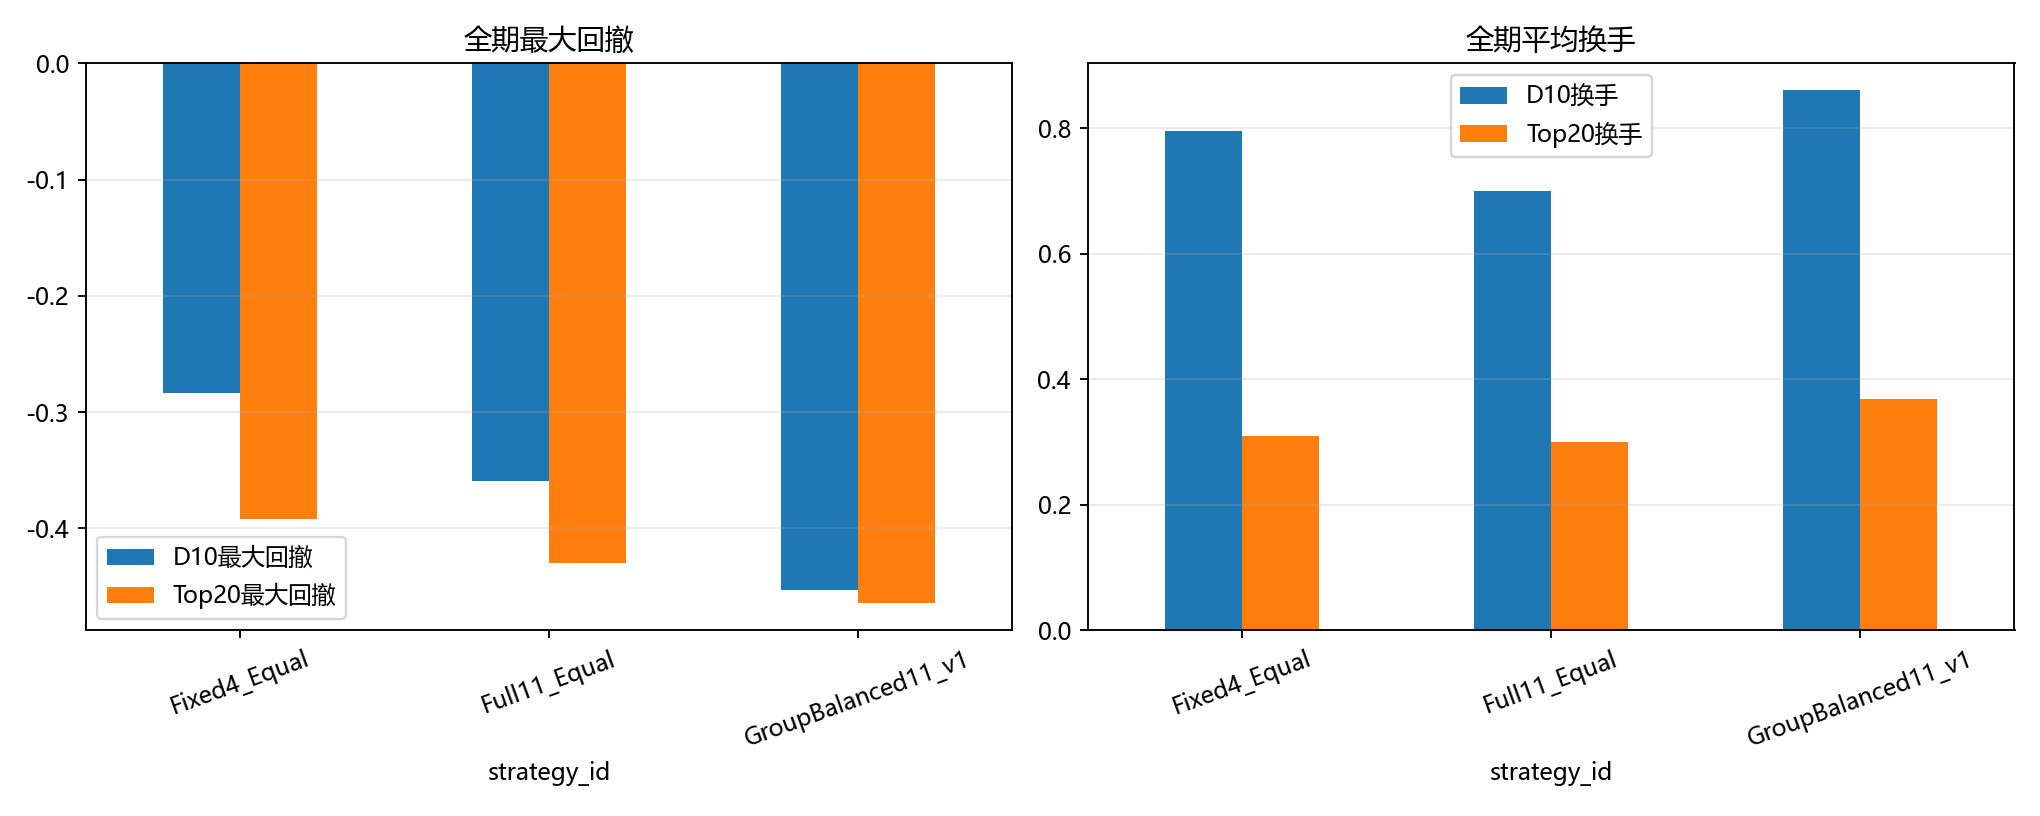 全期最大回撤
0.0
-0.1
-0.2
-0.3
-0.4
D10最大回撤
Top20最大回撤
Fixed4_Equal
Full11_Equal
GroupBalanced11_v1
strategy_id
全期平均换手
D10换手
Top20换手
0.8
0.6
0.4
0.2
0.0
Fixed4_Equal
Full11_Equal
GroupBalanced11_v1
strategy_id